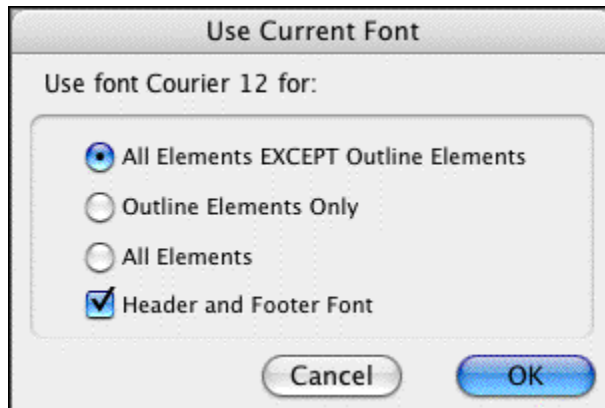 Use Current Font
Use font Courier 12 for:
All Elements EXCEPT Outline Elements
Outline Elements Only
All Elements
Header and Footer Font
Cancel
OK